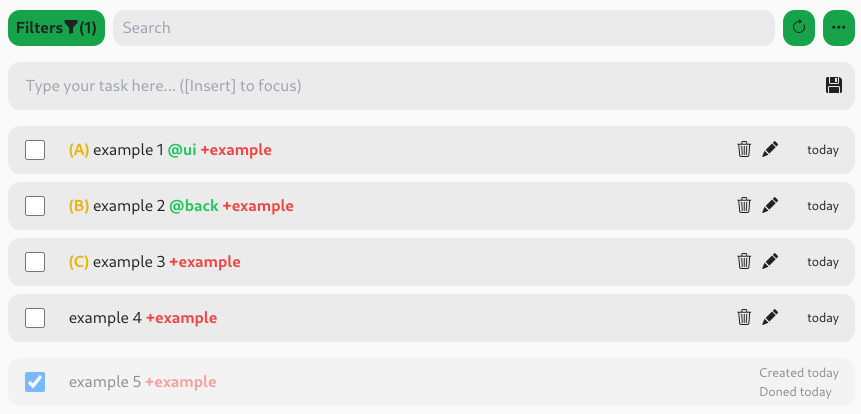 Filters(1) Search
Type your task here... ([Insert] to focus)
(A) example 1 @ui +example today
(B) example 2 @back +example today
(C) example 3 +example today
example 4 +example today
example 5 +example Created today
Doned today